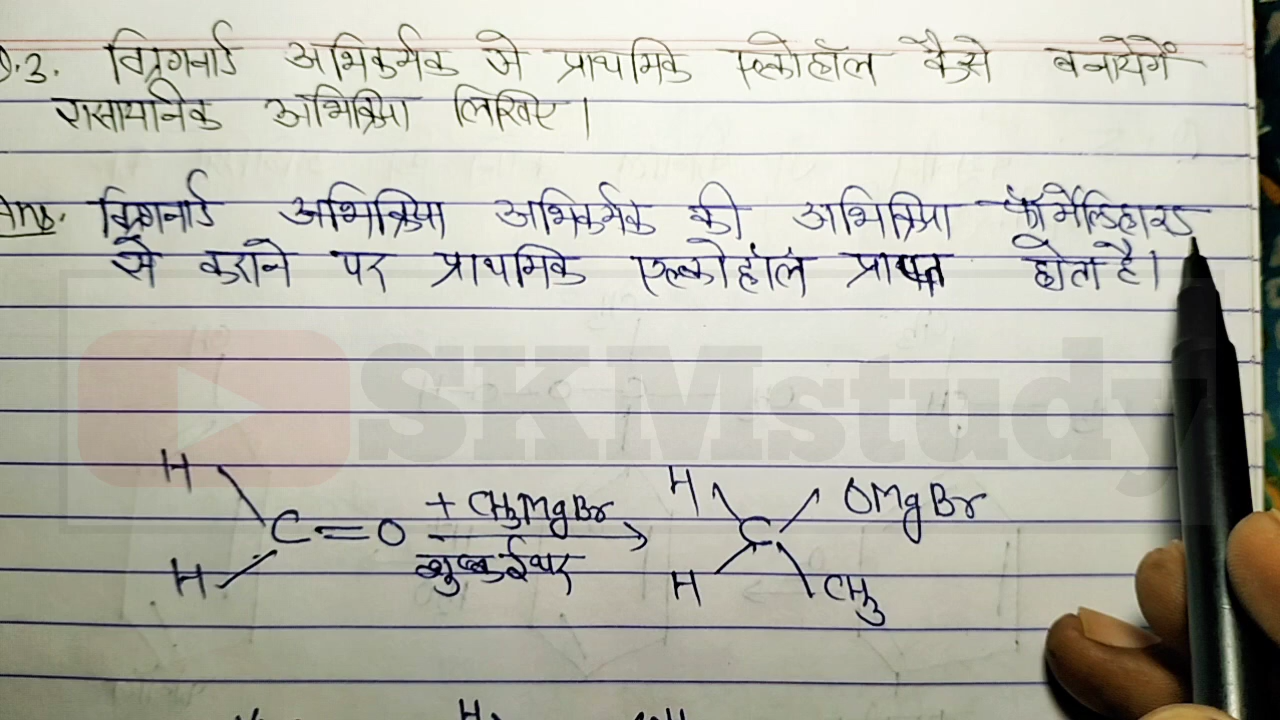 Q.3. ग्रिगनार्ड अभिकर्मक से प्राथमिक एल्कोहॉल कैसे बनायेगें
रासायनिक अभिक्रिया लिखिए।
Ans. ग्रिगनार्ड अभिक्रिया अभिकर्मक की अभिक्रिया फॉर्मेल्डिहाइड
से कराने पर प्राथमिक एल्कोहॉल प्राप्त होता है।
SKMstudy
H H
C=O + CH3MgBr C OMgBr
शुष्क ईथर
H H CH3